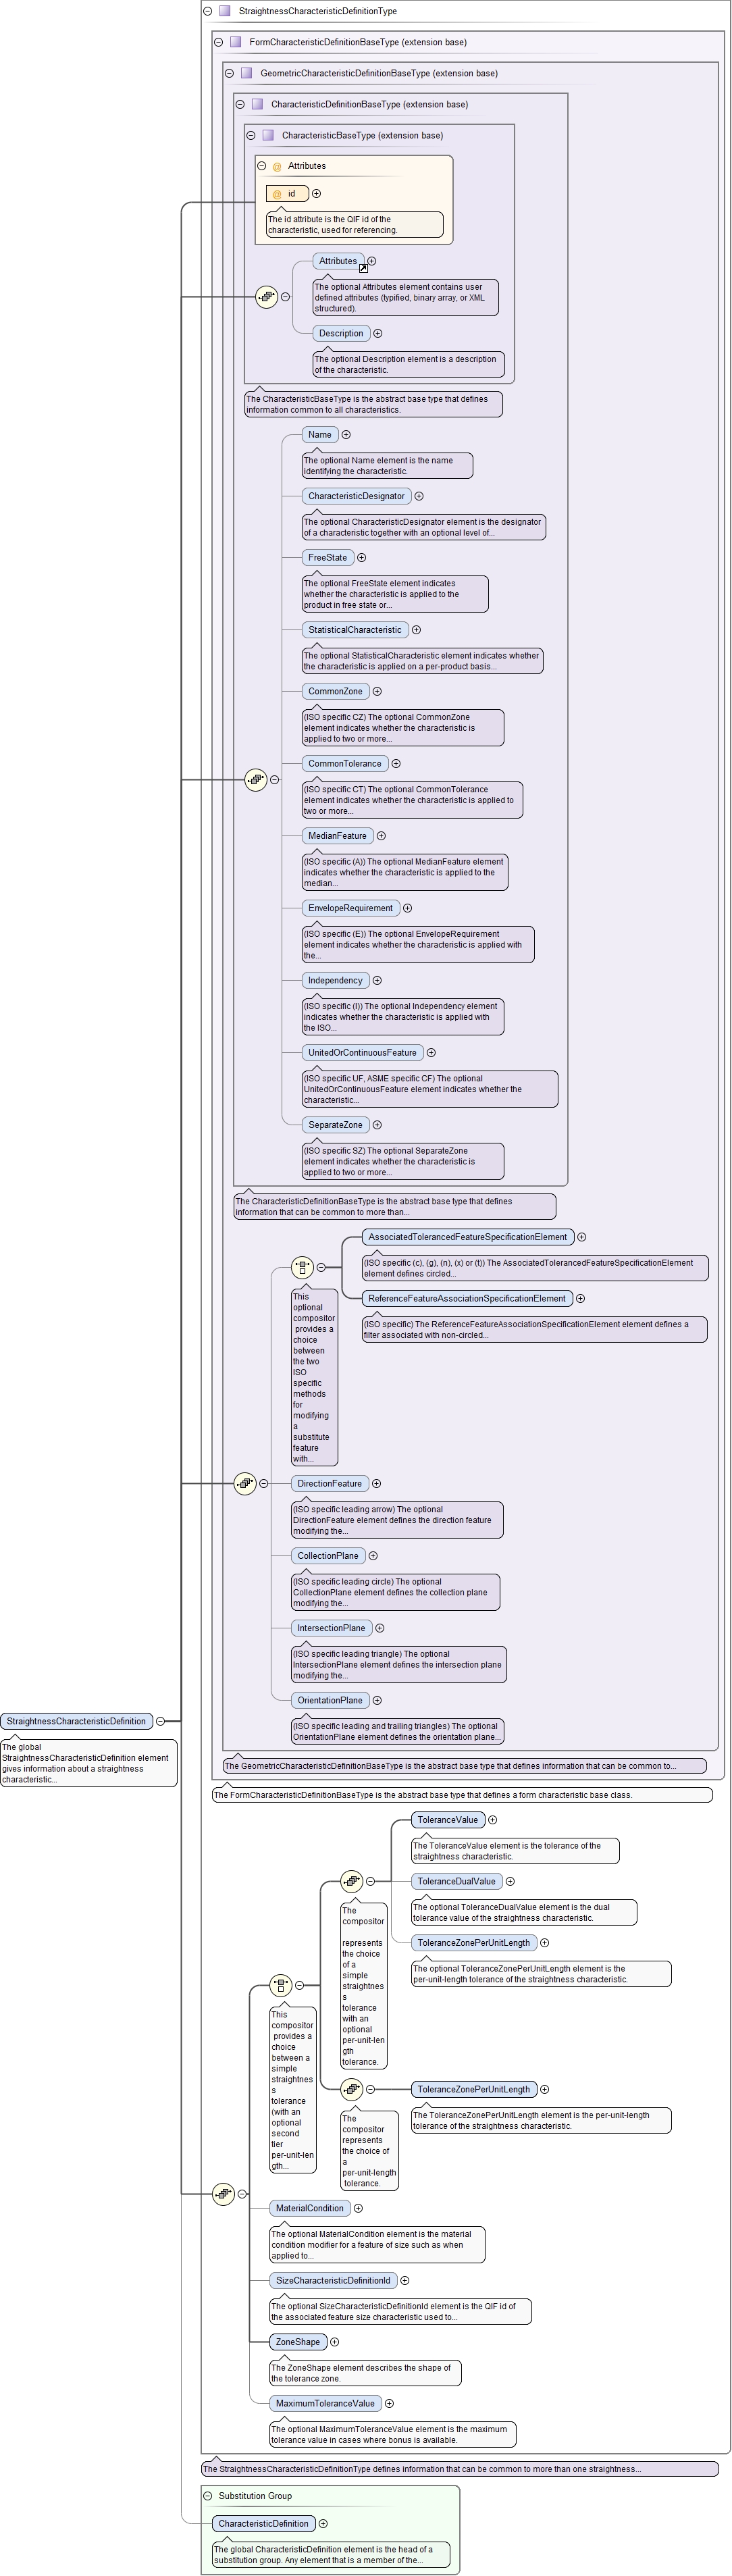 StraightnessCharacteristicDefinitionType
FormCharacteristicDefinitionBaseType (extension base)
GeometricCharacteristicDefinitionBaseType (extension base)
CharacteristicDefinitionBaseType (extension base)
CharacteristicBaseType (extension base)
@ Attributes
@ id
The id attribute is the QIF id of the
characteristic, used for referencing.
Attributes
The optional Attributes element contains user
defined attributes (typified, binary array, or XML
structured).
Description
The optional Description element is a description
of the characteristic.
The CharacteristicBaseType is the abstract base type that defines
information common to all characteristics.
Name
The optional Name element is the name
identifying the characteristic.
CharacteristicDesignator
The optional CharacteristicDesignator element is the designator
of a characteristic together with an optional level of...
FreeState
The optional FreeState element indicates
whether the characteristic is applied to the
product in free state or...
StatisticalCharacteristic
The optional StatisticalCharacteristic element indicates whether
the characteristic is applied on a per-product basis...
CommonZone
(ISO specific CZ) The optional CommonZone
element indicates whether the characteristic is
applied to two or more...
CommonTolerance
(ISO specific CT) The optional CommonTolerance
element indicates whether the characteristic is applied to
two or more...
MedianFeature
(ISO specific (A)) The optional MedianFeature element
indicates whether the characteristic is applied to the
median...
EnvelopeRequirement
(ISO specific (E)) The optional EnvelopeRequirement
element indicates whether the characteristic is applied with
the...
Independency
(ISO specific (I)) The optional Independency element
indicates whether the characteristic is applied with
the ISO...
UnitedOrContinuousFeature
(ISO specific UF, ASME specific CF) The optional
UnitedOrContinuousFeature element indicates whether the
characteristic...
SeparateZone
(ISO specific SZ) The optional SeparateZone
element indicates whether the characteristic is
applied to two or more...
The CharacteristicDefinitionBaseType is the abstract base type that defines
information that can be common to more than...
AssociatedTolerancedFeatureSpecificationElement
(ISO specific (c), (g), (n), (x) or (t)) The AssociatedTolerancedFeatureSpecificationElement
element defines circled...
ReferenceFeatureAssociationSpecificationElement
(ISO specific) The ReferenceFeatureAssociationSpecificationElement element defines a
filter associated with non-circled...
This
optional
compositor
provides a
choice
between
the two
ISO
specific
methods
for
modifying
a
substitute
feature
with...
DirectionFeature
(ISO specific leading arrow) The optional
DirectionFeature element defines the direction feature
modifying the...
CollectionPlane
(ISO specific leading circle) The optional
CollectionPlane element defines the collection plane
modifying the...
IntersectionPlane
(ISO specific leading triangle) The optional
IntersectionPlane element defines the intersection plane
modifying the...
OrientationPlane
(ISO specific leading and trailing triangles) The optional
OrientationPlane element defines the orientation plane...
StraightnessCharacteristicDefinition
The global
StraightnessCharacteristicDefinition element
gives information about a straightness
characteristic...
The GeometricCharacteristicDefinitionBaseType is the abstract base type that defines information that can be common to...
The FormCharacteristicDefinitionBaseType is the abstract base type that defines a form characteristic base class.
ToleranceValue
The ToleranceValue element is the tolerance of the
straightness characteristic.
ToleranceDualValue
The optional ToleranceDualValue element is the dual
tolerance value of the straightness characteristic.
ToleranceZonePerUnitLength
The optional ToleranceZonePerUnitLength element is the
per-unit-length tolerance of the straightness characteristic.
The
compositor
represents
the choice
of a
simple
straightnes
s
tolerance
with an
optional
per-unit-len
gth
tolerance.
This
compositor
provides a
choice
between a
simple
straightnes
s
tolerance
(with an
optional
second
tier
per-unit-len
gth...
ToleranceZonePerUnitLength
The ToleranceZonePerUnitLength element is the per-unit-length
tolerance of the straightness characteristic.
The
compositor
represents
the choice of
a
per-unit-length
tolerance.
MaterialCondition
The optional MaterialCondition element is the material
condition modifier for a feature of size such as when
applied to...
SizeCharacteristicDefinitionId
The optional SizeCharacteristicDefinitionId element is the QIF id of
the associated feature size characteristic used to...
ZoneShape
The ZoneShape element describes the shape of
the tolerance zone.
MaximumToleranceValue
The optional MaximumToleranceValue element is the maximum
tolerance value in cases where bonus is available.
The StraightnessCharacteristicDefinitionType defines information that can be common to more than one straightness...
Substitution Group
CharacteristicDefinition
The global CharacteristicDefinition element is the head of a
substitution group. Any element that is a member of the...